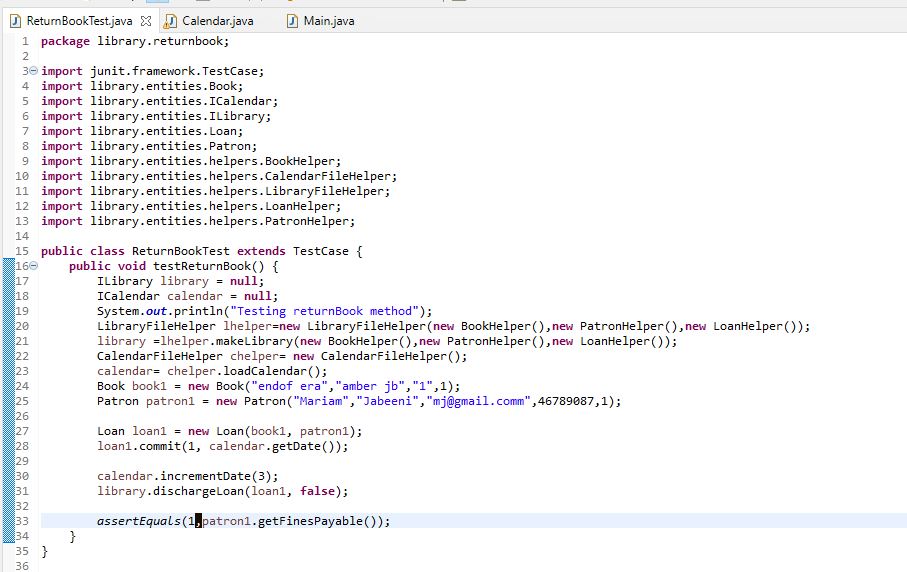 ReturnBookTest.java Calendar.java Main.java
1 package library.returnbook;
2
3 import junit.framework.TestCase;
4 import library.entities.Book;
5 import library.entities.ICalendar;
6 import library.entities.ILibrary;
7 import library.entities.Loan;
8 import library.entities.Patron;
9 import library.entities.helpers.BookHelper;
10 import library.entities.helpers.CalendarFileHelper;
11 import library.entities.helpers.LibraryFileHelper;
12 import library.entities.helpers.LoanHelper;
13 import library.entities.helpers.PatronHelper;
14
15 public class ReturnBookTest extends TestCase {
16 public void testReturnBook() {
17 ILibrary library = null;
18 ICalendar calendar = null;
19 System.out.println("Testing returnBook method");
20 LibraryFileHelper lhelper=new LibraryFileHelper(new BookHelper(),new PatronHelper(),new LoanHelper());
21 library =lhelper.makeLibrary(new BookHelper(),new PatronHelper(),new LoanHelper());
22 CalendarFileHelper chelper= new CalendarFileHelper();
23 calendar= chelper.loadCalendar();
24 Book book1 = new Book("endof era","amber jb","1",1);
25 Patron patron1 = new Patron("Mariam","Jabeeni","mj@gmail.comm",46789087,1);
26
27 Loan loan1 = new Loan(book1, patron1);
28 loan1.commit(1, calendar.getDate());
29
30 calendar.incrementDate(3);
31 library.dischargeLoan(loan1, false);
32
33 assertEquals(1,patron1.getFinesPayable());
34 }
35 }
36